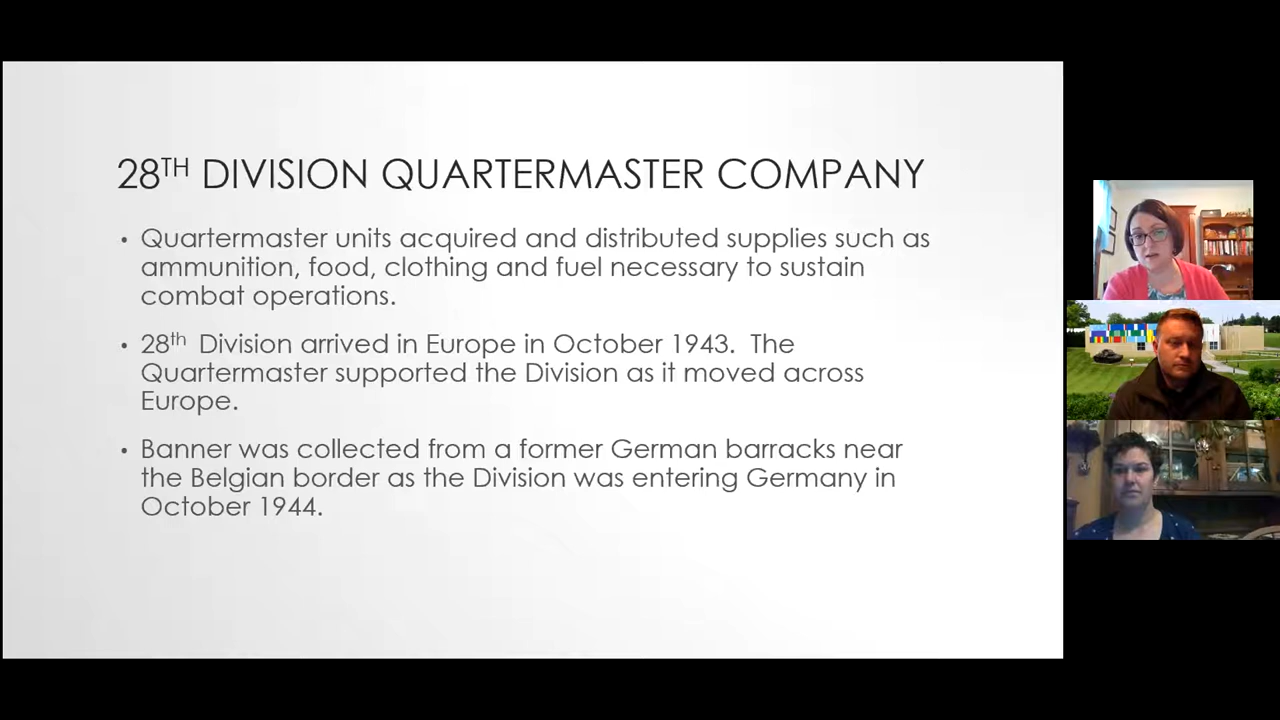 28TH DIVISION QUARTERMASTER COMPANY
• Quartermaster units acquired and distributed supplies such as
ammunition, food, clothing and fuel necessary to sustain
combat operations.
• 28th Division arrived in Europe in October 1943. The
Quartermaster supported the Division as it moved across
Europe.
• Banner was collected from a former German barracks near
the Belgian border as the Division was entering Germany in
October 1944.